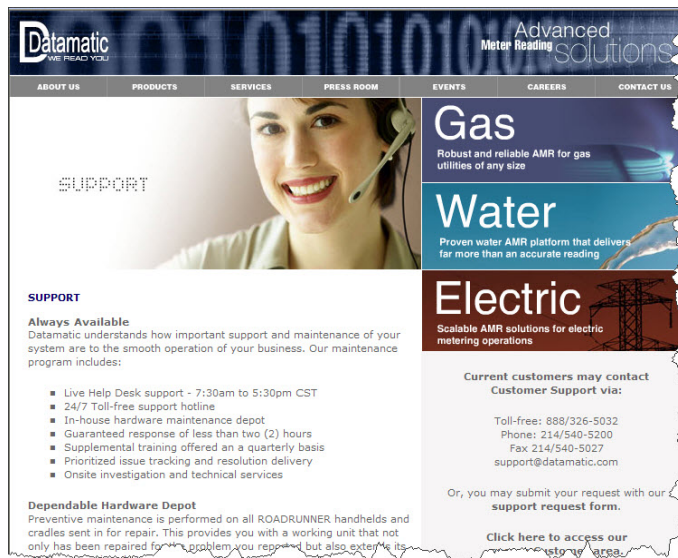 Datamatic
WE READ YOU
Advanced
Meter Reading solutions
ABOUT US PRODUCTS SERVICES PRESS ROOM EVENTS CAREERS CONTACT US
SUPPORT
Gas
Robust and reliable AMR for gas
utilities of any size
Water
Proven water AMR platform that delivers
far more than an accurate reading
Electric
Scalable AMR solutions for electric
metering operations
SUPPORT
Always Available
Datamatic understands how important support and maintenance of your
system are to the smooth operation of your business. Our maintenance
program includes:
Live Help Desk support - 7:30am to 5:30pm CST
24/7 Toll-free support hotline
In-house hardware maintenance depot
Guaranteed response of less than two (2) hours
Supplemental training offered an a quarterly basis
Prioritized issue tracking and resolution delivery
Onsite investigation and technical services
Dependable Hardware Depot
Preventive maintenance is performed on all ROADRUNNER handhelds and
cradles sent in for repair. This provides you with a working unit that not
only has been repaired for the problem you reported but also extends its
Current customers may contact
Customer Support via:
Toll-free: 888/326-5032
Phone: 214/540-5200
Fax 214/540-5027
support@datamatic.com
Or, you may submit your request with our
support request form.
Click here to access our
customer area.